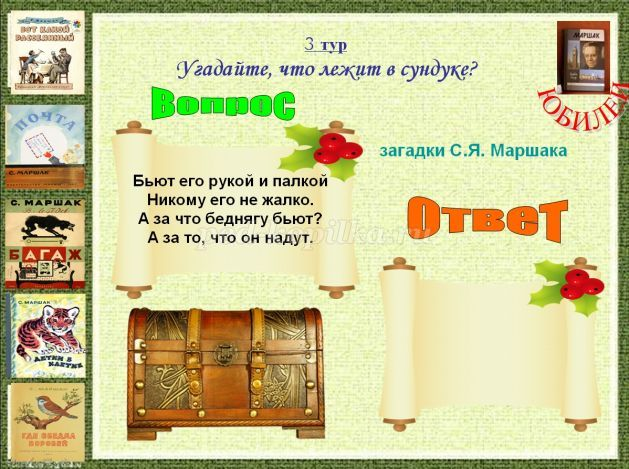 3 тур
Угадайте, что лежит в сундуке?
Вопрос
МАРШАК
ЮБИЛЕЙ
загадки С.Я. Маршака
Бьют его рукой и палкой
Никому его не жалко.
А за что беднягу бьют?
А за то, что он надут.
Ответ
ВОТ КАКОЙ
РАССЕЯННЫЙ
ПОЧТА
С. МАРШАК
С. МАРШАК
БАГАЖ
С. МАРШАК
ДЕТКИ В
КЛЕТКЕ
С. МАРШАК
ГДЕ ОБЕДАЛ
ВОРОБЕЙ